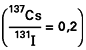 (¹³⁷Cs / ¹³¹I = 0,2)